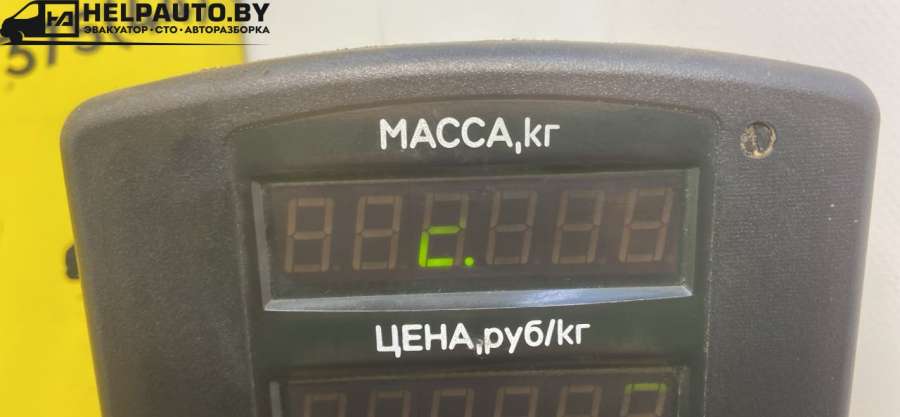 HELPAUTO.BY
ЭВАКУАТОР • СТО • АВТОРАЗБОРКА
МАССА,кг
c.
ЦЕНА,руб/кг